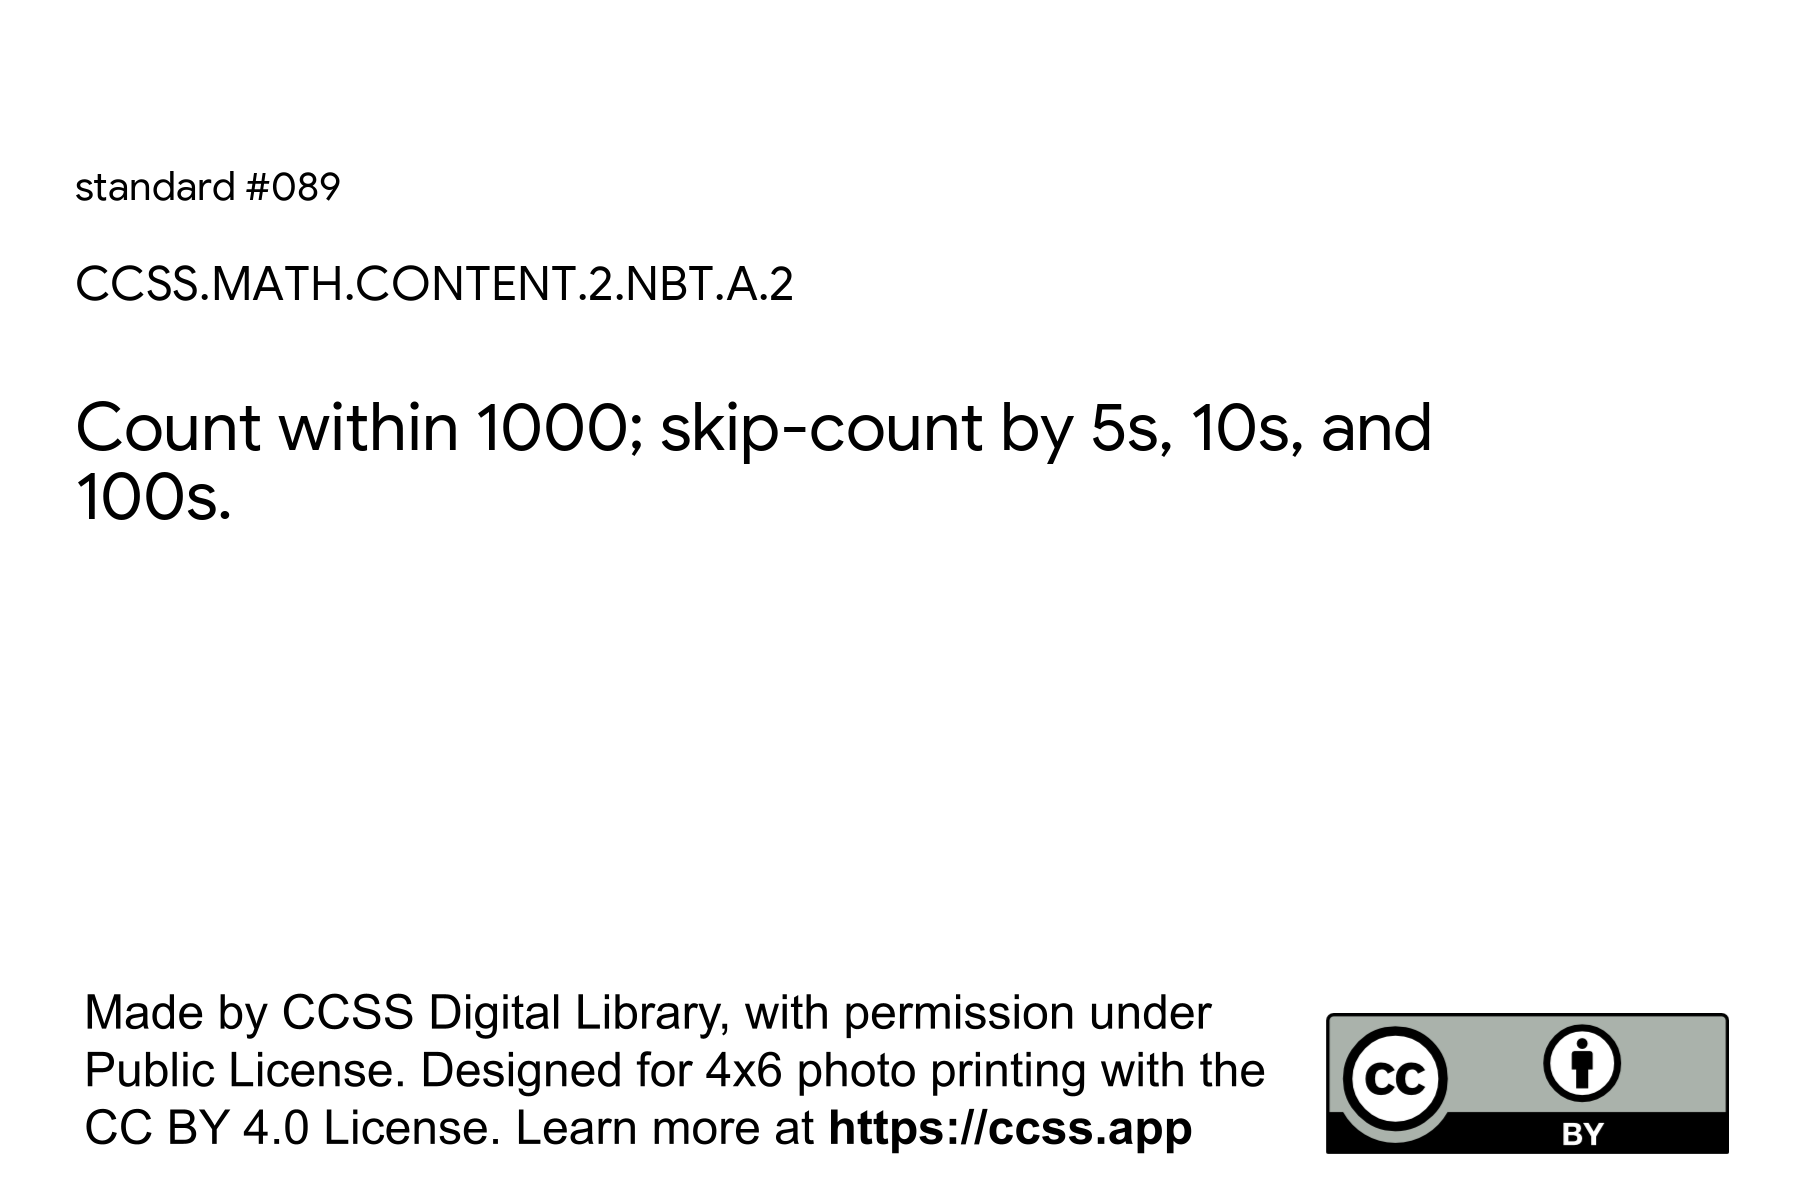 standard #089
CCSS.MATH.CONTENT.2.NBT.A.2
Count within 1000; skip-count by 5s, 10s, and
100s.
Made by CCSS Digital Library, with permission under
Public License. Designed for 4x6 photo printing with the
CC BY 4.0 License. Learn more at https://ccss.app
CC
BY